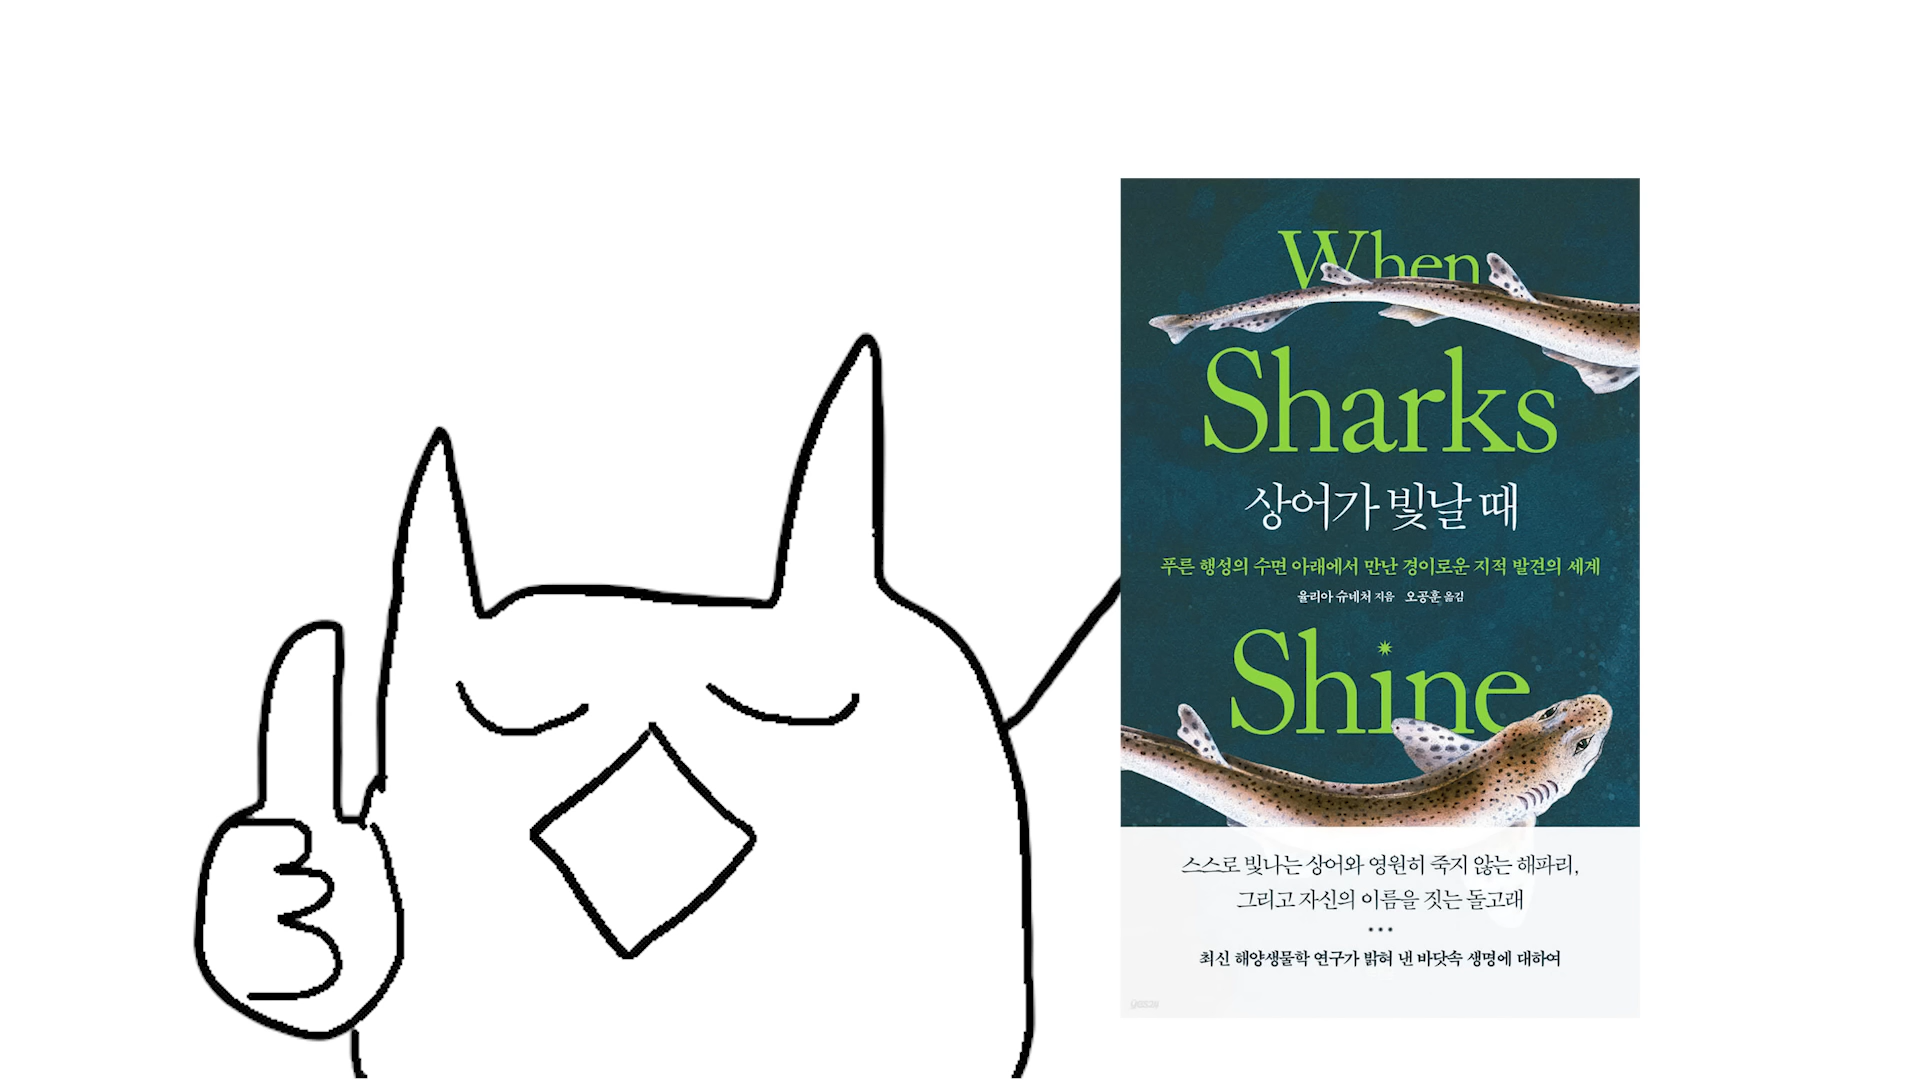 When
Sharks
상어가 빛날 때
푸른 행성의 수면 아래에서 만난 경이로운 지적 발견의 세계
율리아 슈네처 지음 오공훈 옮김
Shine
스스로 빛나는 상어와 영원히 죽지 않는 해파리,
그리고 자신의 이름을 짓는 돌고래
•••
최신 해양생물학 연구가 밝혀 낸 바닷속 생명에 대하여